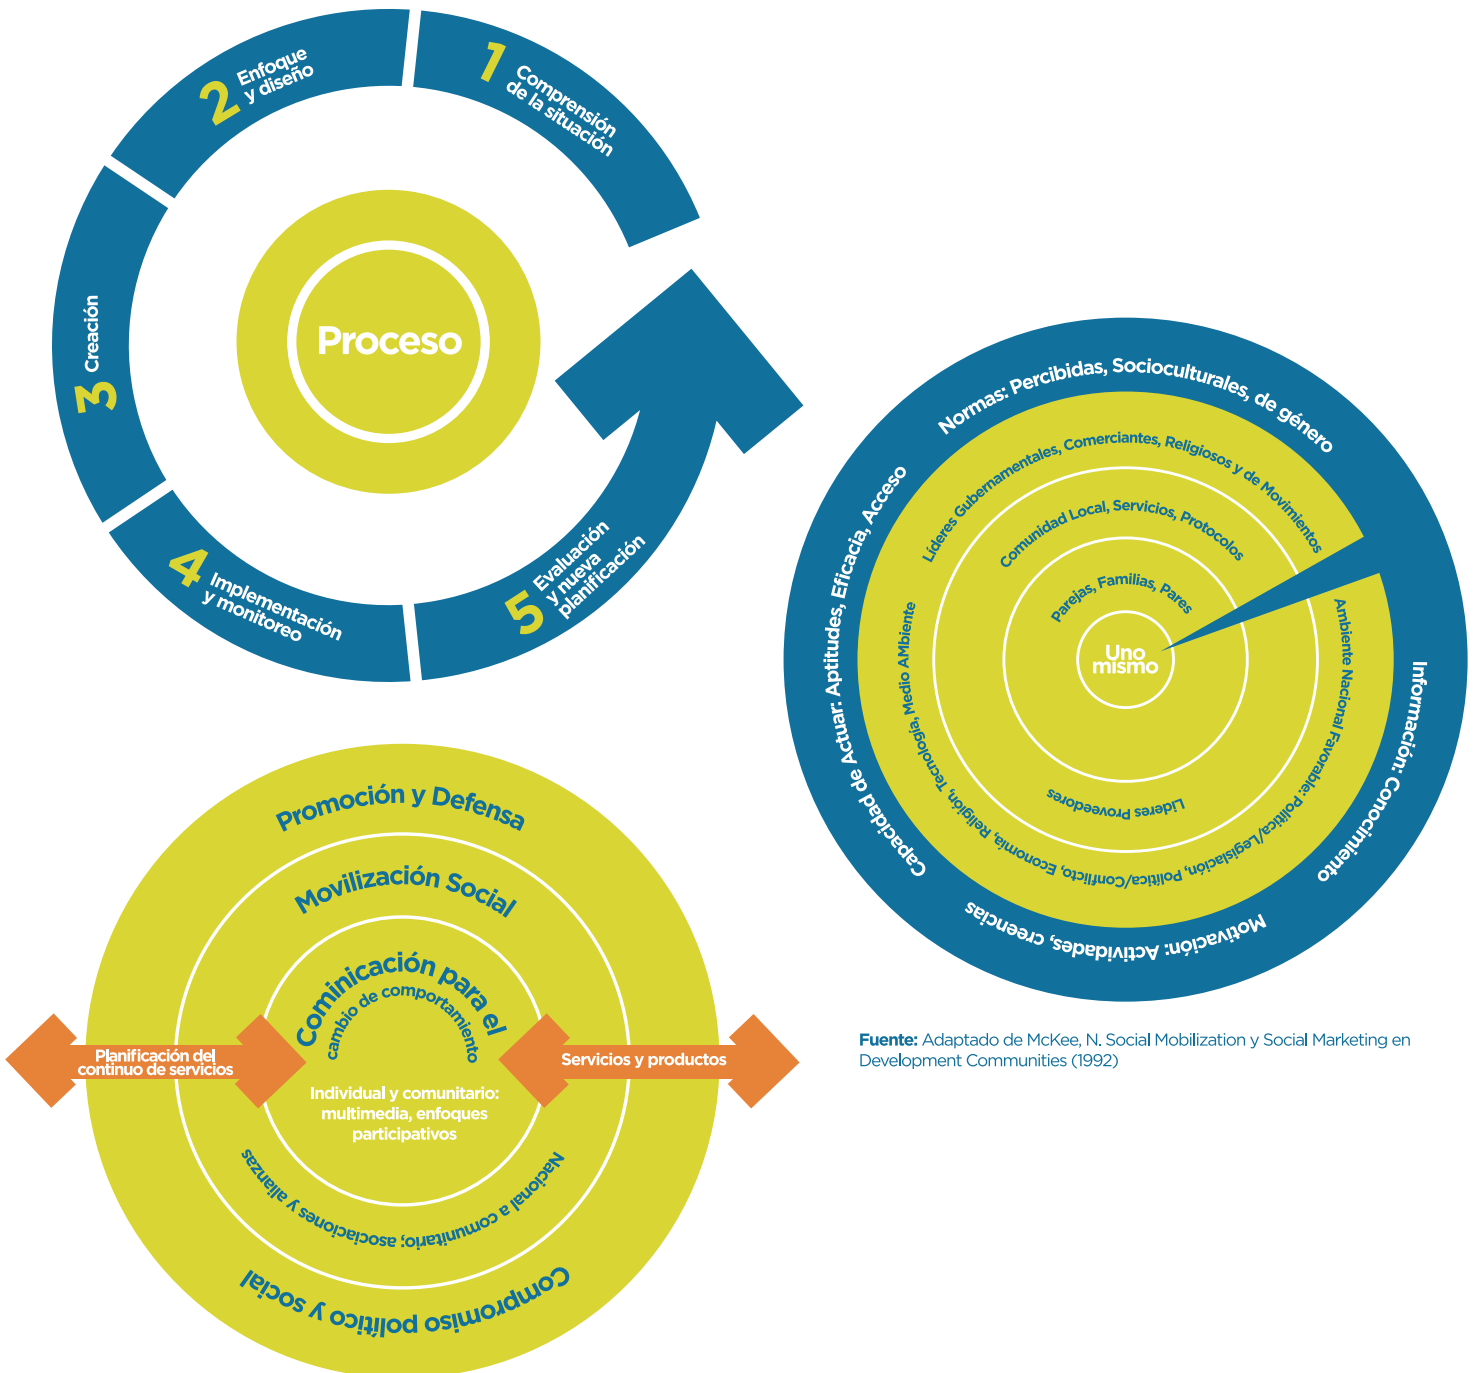 1 Comprensión
de la situación
2 Enfoque
y diseño
3 Creación
4 Implementación
y monitoreo
5 Evaluación
y nueva
planificación
Proceso
Normas: Percibidas, Socioculturales, de género
Información: Conocimiento
Motivación: Actividades, creencias
Capacidad de Actuar: Aptitudes, Eficacia, Acceso
Líderes Gubernamentales, Comerciantes, Religiosos y de Movimientos
Ambiente Nacional Favorable: Política/Legislación, Política/Conflicto, Economía, Religión, Tecnología, Medio AMbiente
Comunidad Local, Servicios, Protocolos
Líderes Proveedores
Parejas, Familias, Pares
Uno
mismo
Promoción y Defensa
Movilización Social
Cominicación para el
cambio de comportamiento
Planificación del
continuo de servicios
Servicios y productos
Individual y comunitario:
multimedia, enfoques
participativos
Nacional a comunitario; asociaciones y alianzas
Compromiso político y social
Fuente: Adaptado de McKee, N. Social Mobilization y Social Marketing en
Development Communities (1992)